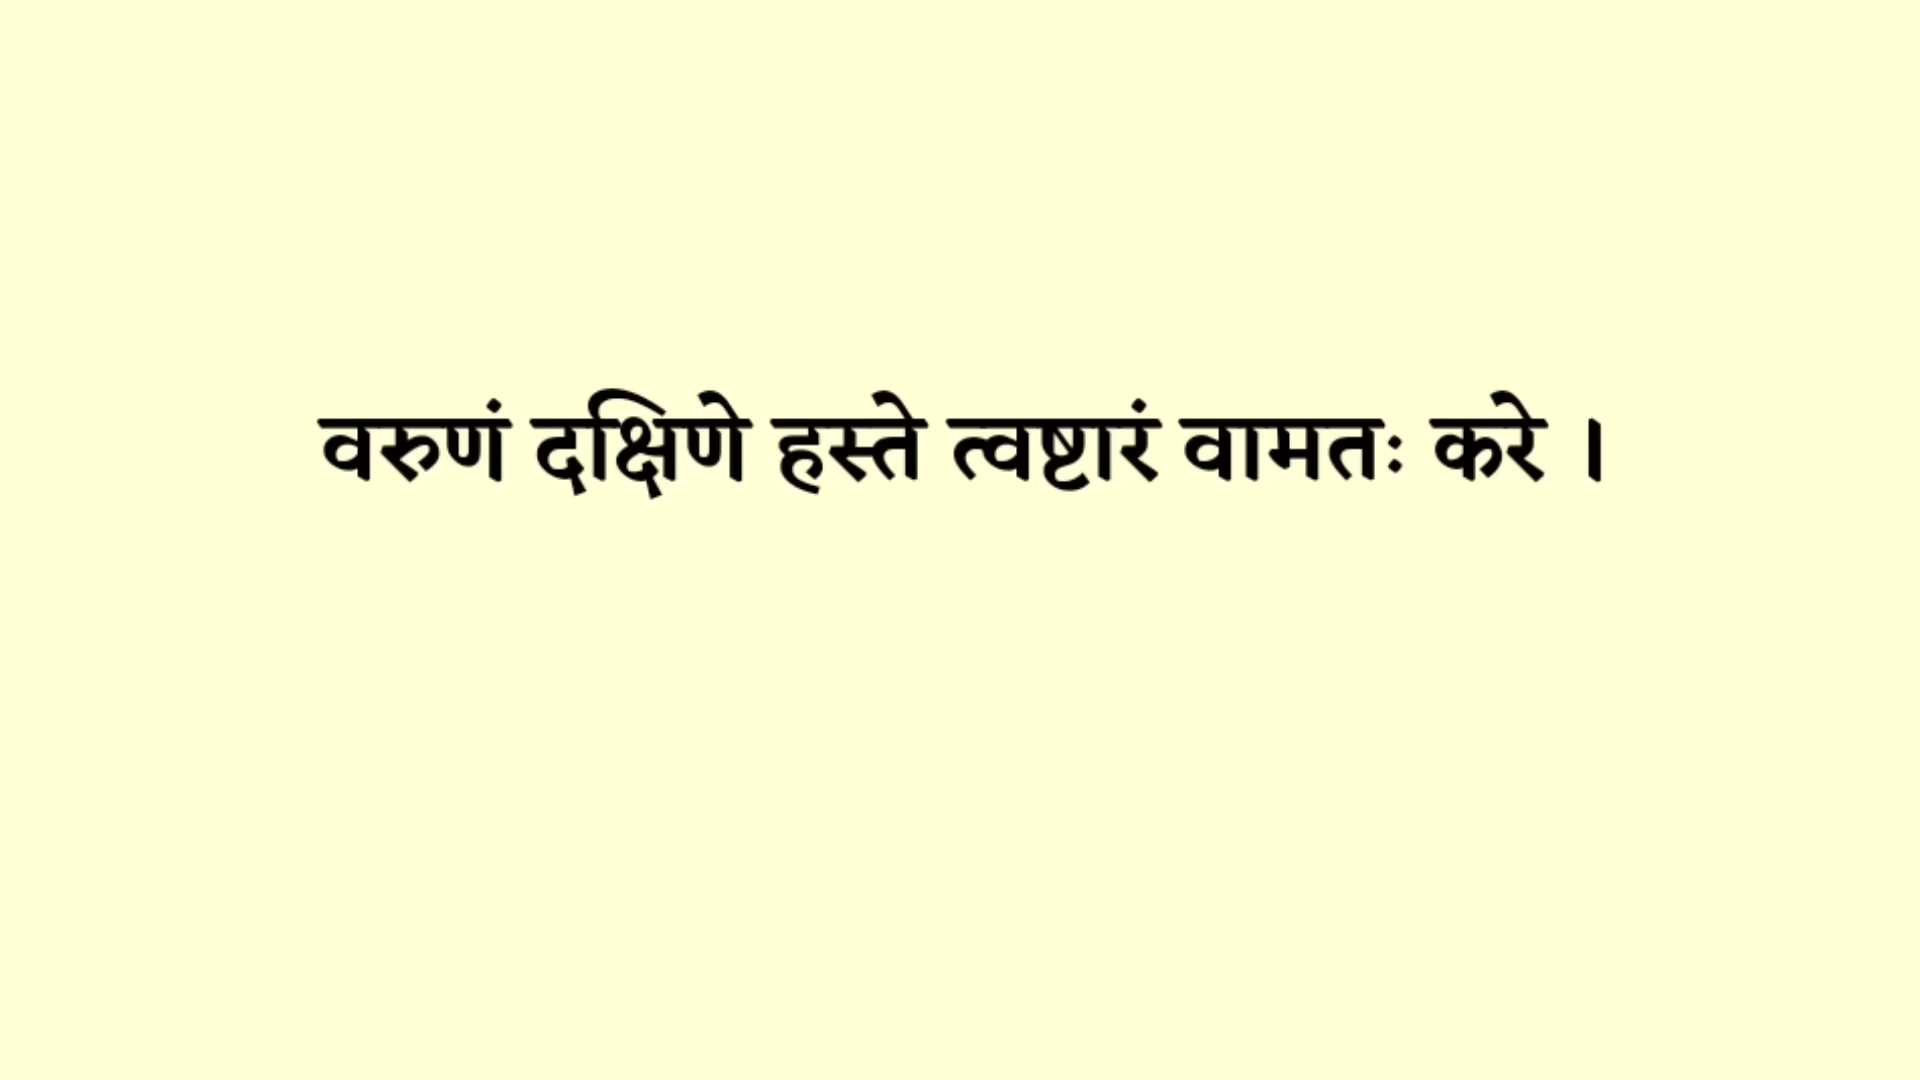 वरुणं दक्षिणे हस्ते त्वष्टारं वामतः करे ।